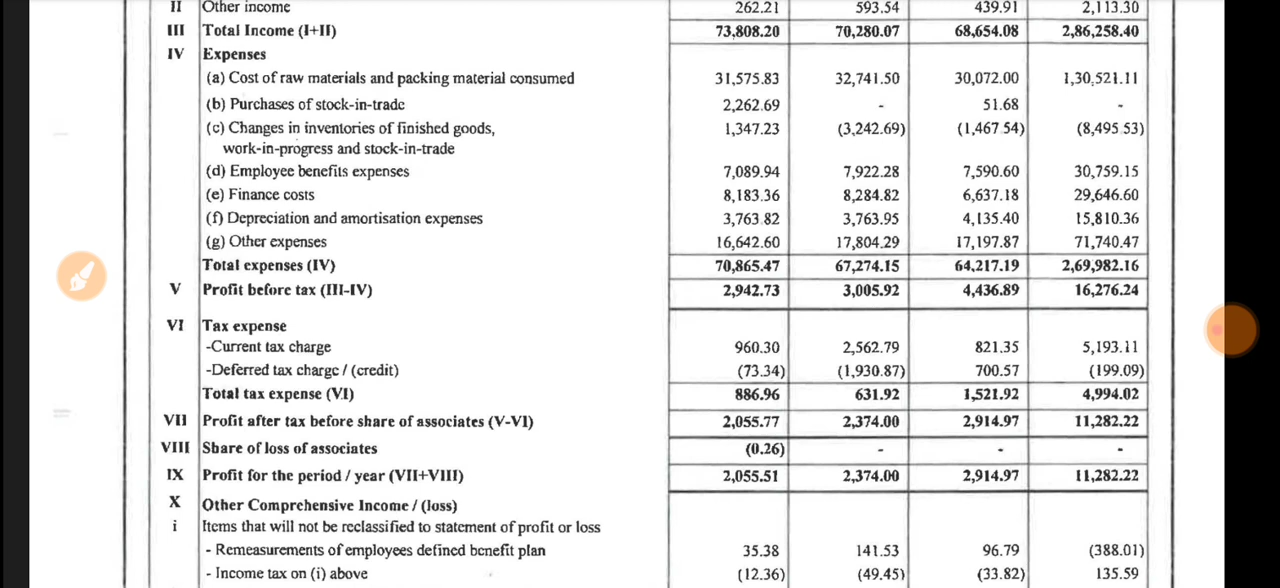 II Other income 262.21 593.54 439.91 2,113.30
III Total Income (I+II) 73,808.20 70,280.07 68,654.08 2,86,258.40
IV Expenses
(a) Cost of raw materials and packing material consumed 31,575.83 32,741.50 30,072.00 1,30,521.11
(b) Purchases of stock-in-trade 2,262.69 - 51.68 -
(c) Changes in inventories of finished goods, 1,347.23 (3,242.69) (1,467.54) (8,495.53)
work-in-progress and stock-in-trade
(d) Employee benefits expenses 7,089.94 7,922.28 7,590.60 30,759.15
(e) Finance costs 8,183.36 8,284.82 6,637.18 29,646.60
(f) Depreciation and amortisation expenses 3,763.82 3,763.95 4,135.40 15,810.36
(g) Other expenses 16,642.60 17,804.29 17,197.87 71,740.47
Total expenses (IV) 70,865.47 67,274.15 64,217.19 2,69,982.16
V Profit before tax (III-IV) 2,942.73 3,005.92 4,436.89 16,276.24
VI Tax expense
-Current tax charge 960.30 2,562.79 821.35 5,193.11
-Deferred tax charge / (credit) (73.34) (1,930.87) 700.57 (199.09)
Total tax expense (VI) 886.96 631.92 1,521.92 4,994.02
VII Profit after tax before share of associates (V-VI) 2,055.77 2,374.00 2,914.97 11,282.22
VIII Share of loss of associates (0.26) - - -
IX Profit for the period / year (VII+VIII) 2,055.51 2,374.00 2,914.97 11,282.22
X Other Comprehensive Income / (loss)
i Items that will not be reclassified to statement of profit or loss
- Remeasurements of employees defined benefit plan 35.38 141.53 96.79 (388.01)
- Income tax on (i) above (12.36) (49.45) (33.82) 135.59